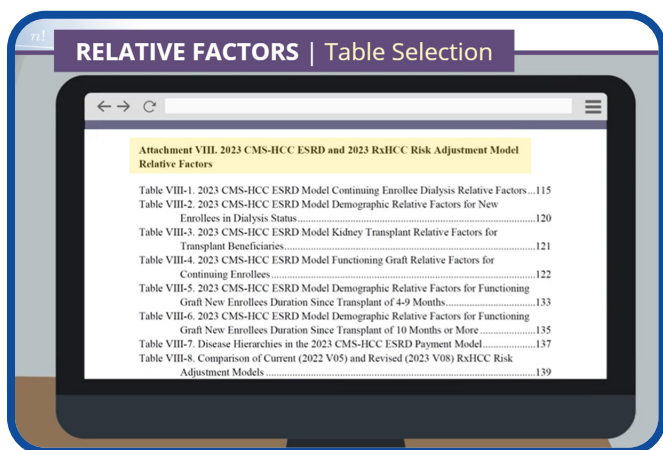 n!
RELATIVE FACTORS | Table Selection
Attachment VIII. 2023 CMS-HCC ESRD and 2023 RxHCC Risk Adjustment Model
Relative Factors
Table VIII-1. 2023 CMS-HCC ESRD Model Continuing Enrollee Dialysis Relative Factors...115
Table VIII-2. 2023 CMS-HCC ESRD Model Demographic Relative Factors for New
Enrollees in Dialysis Status...120
Table VIII-3. 2023 CMS-HCC ESRD Model Kidney Transplant Relative Factors for
Transplant Beneficiaries...121
Table VIII-4. 2023 CMS-HCC ESRD Model Functioning Graft Relative Factors for
Continuing Enrollees...122
Table VIII-5. 2023 CMS-HCC ESRD Model Demographic Relative Factors for Functioning
Graft New Enrollees Duration Since Transplant of 4-9 Months...133
Table VIII-6. 2023 CMS-HCC ESRD Model Demographic Relative Factors for Functioning
Graft New Enrollees Duration Since Transplant of 10 Months or More ...135
Table VIII-7. Disease Hierarchies in the 2023 CMS-HCC ESRD Payment Model...137
Table VIII-8. Comparison of Current (2022 V05) and Revised (2023 V08) RxHCC Risk
Adjustment Models ...139